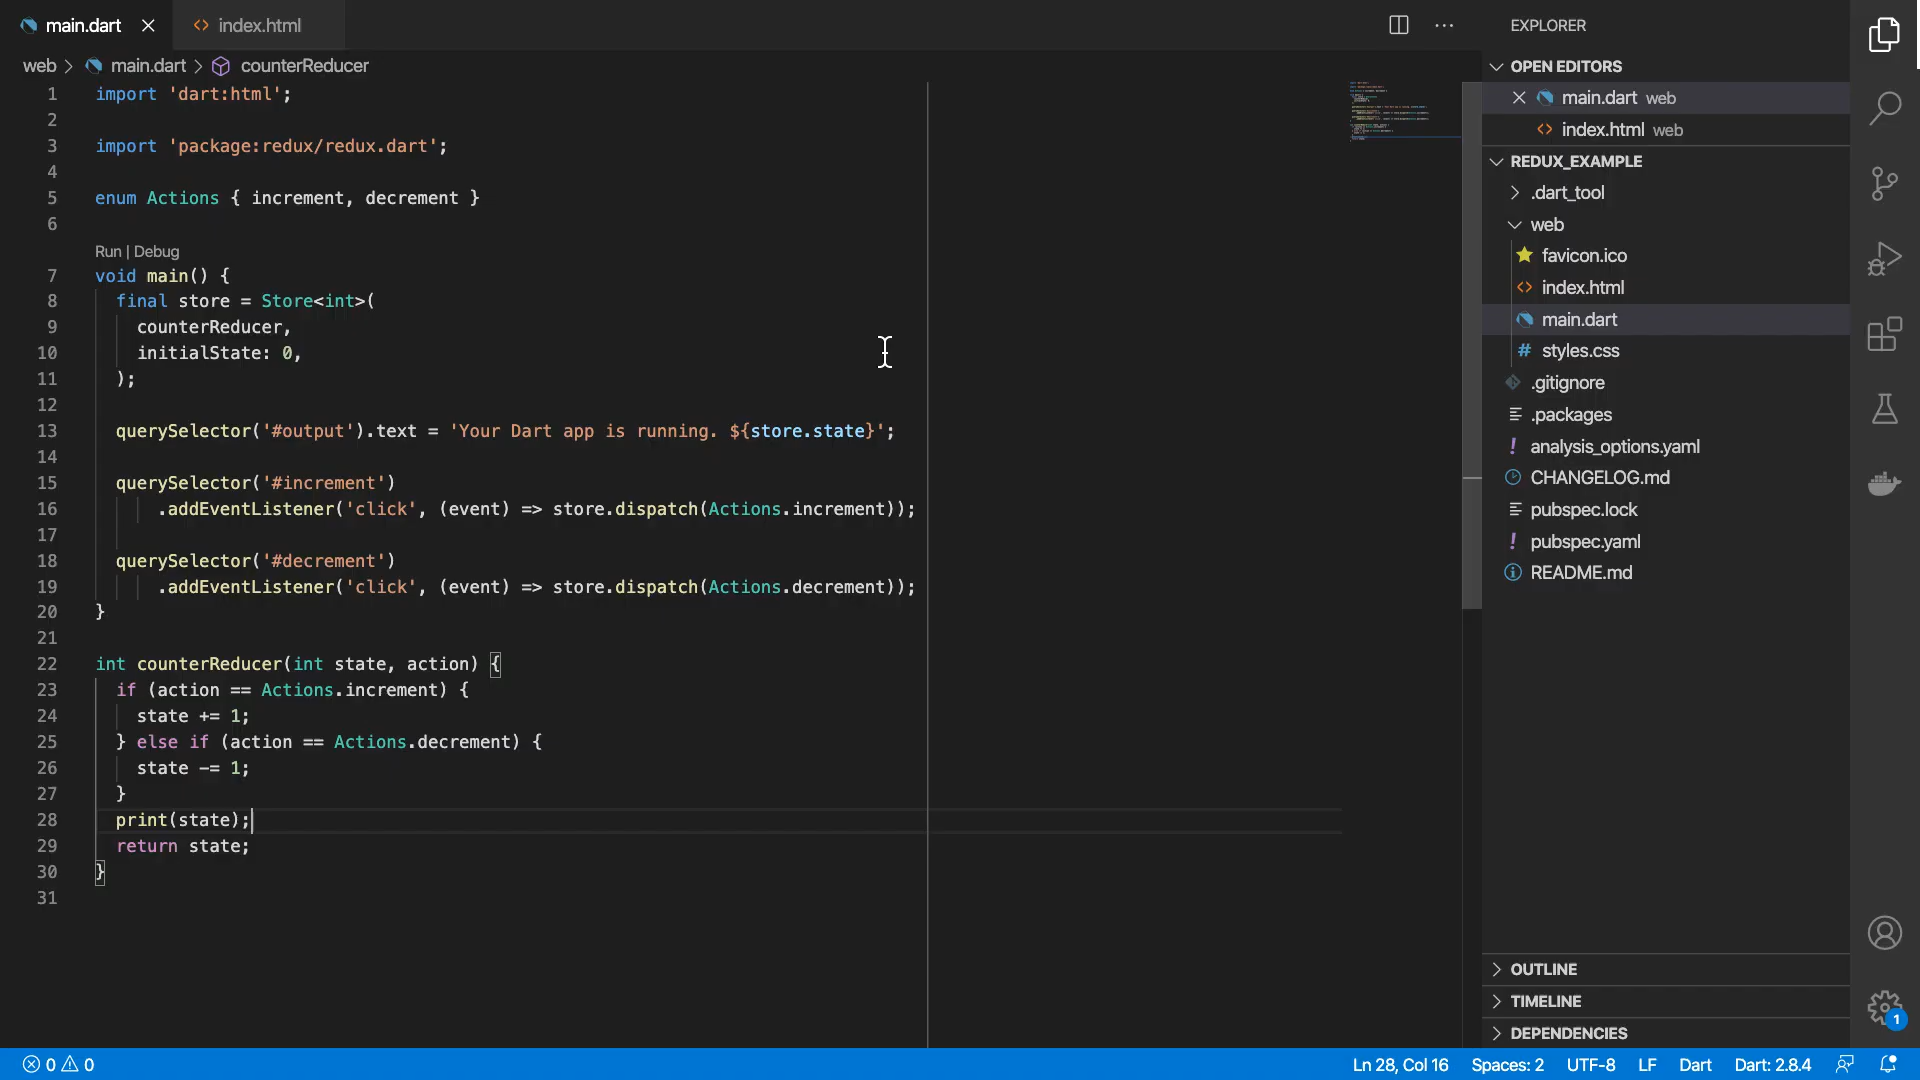 main.dart
index.html
web > main.dart > counterReducer
1 import 'dart:html';
2
3 import 'package:redux/redux.dart';
4
5 enum Actions { increment, decrement }
6
Run | Debug
7 void main() {
8 final store = Store<int>(
9 counterReducer,
10 initialState: 0,
11 );
12
13 querySelector('#output').text = 'Your Dart app is running. ${store.state}';
14
15 querySelector('#increment')
16 .addEventListener('click', (event) => store.dispatch(Actions.increment));
17
18 querySelector('#decrement')
19 .addEventListener('click', (event) => store.dispatch(Actions.decrement));
20 }
21
22 int counterReducer(int state, action) {
23 if (action == Actions.increment) {
24 state += 1;
25 } else if (action == Actions.decrement) {
26 state -= 1;
27 }
28 print(state);
29 return state;
30 }
31
EXPLORER
OPEN EDITORS
main.dart web
index.html web
REDUX_EXAMPLE
.dart_tool
web
favicon.ico
index.html
main.dart
styles.css
.gitignore
.packages
analysis_options.yaml
CHANGELOG.md
pubspec.lock
pubspec.yaml
README.md
OUTLINE
TIMELINE
DEPENDENCIES
1
0 0
Ln 28, Col 16
Spaces: 2
UTF-8
LF
Dart
Dart: 2.8.4